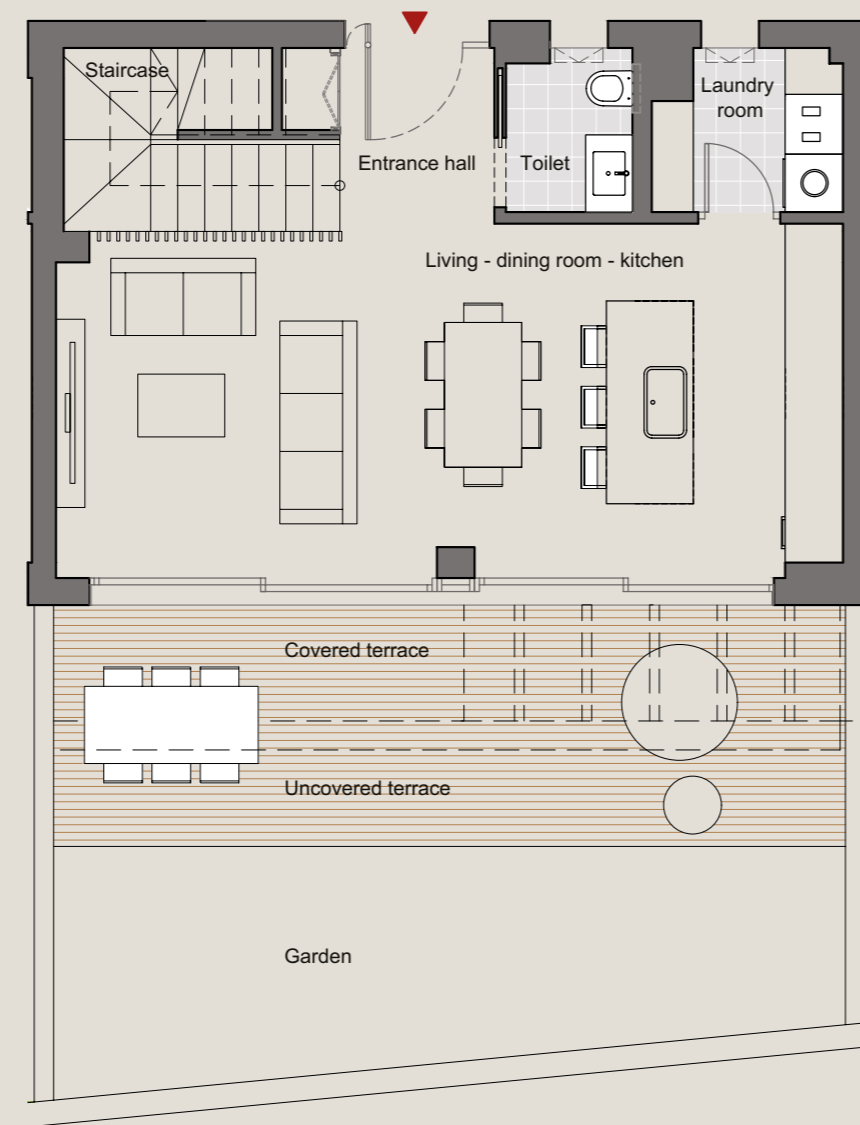 Staircase
Laundry
room
Entrance hall
Toilet
Living - dining room - kitchen
Covered terrace
Uncovered terrace
Garden